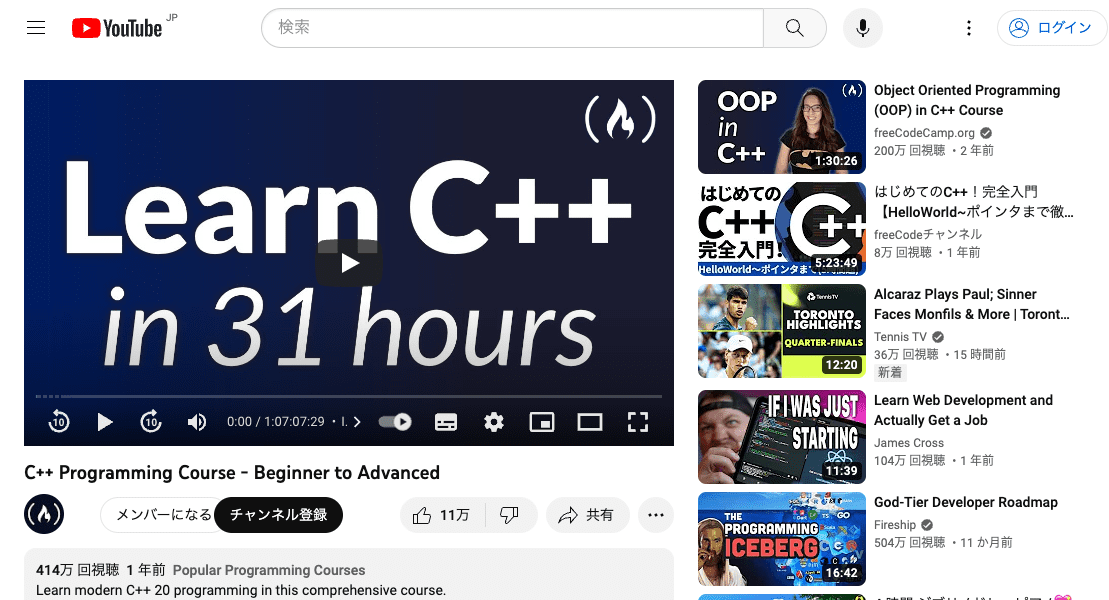 YouTube JP
検索
ログイン
Learn C++
in 31 hours
10
10
0:00 / 1:07:07:29 • I.
C++ Programming Course - Beginner to Advanced
メンバーになる
チャンネル登録
11万
共有
414万 回視聴 1 年前 Popular Programming Courses
Learn modern C++ 20 programming in this comprehensive course.
OOP
in
C++
1:30:26
Object Oriented Programming
(OOP) in C++ Course
freeCodeCamp.org
200万 回視聴 ・2 年前
はじめての
C++
完全入門!
HelloWorld〜ポインタまで
C++
5:23:49
はじめてのC++！完全入門
【HelloWorld~ポインタまで徹…
freeCodeチャンネル
8万 回視聴 ・1 年前
TennisTV
TORONTO
HIGHLIGHTS
QUARTER-FINALS
12:20
Alcaraz Plays Paul; Sinner
Faces Monfils & More | Toront…
Tennis TV
36万 回視聴 ・15 時間前
新着
IF I WAS JUST
STARTING
11:39
Learn Web Development and
Actually Get a Job
James Cross
104万 回視聴 ・1 年前
THE
PROGRAMMING
ICEBERG
GO
16:42
God-Tier Developer Roadmap
Fireship
504万 回視聴 ・11 か月前